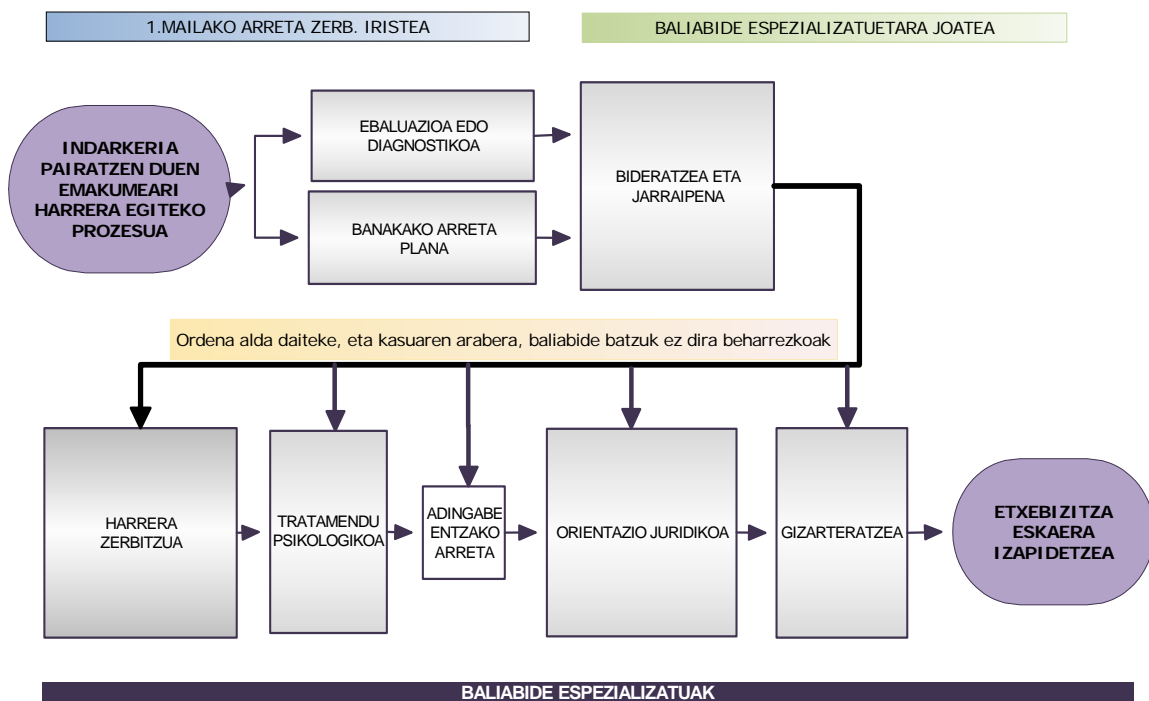 1.MAILAKO ARRETA ZERB. IRISTEA
BALIABIDE ESPEZIALIZATUETARA JOATEA
INDARKERIA
PAIRATZEN DUEN
EMAKUMEARI
HARRERA EGITEKO
PROZESUA
EBALUAZIOA EDO
DIAGNOSTIKOA
BANAKAKO ARRETA
PLANA
BIDERATZEA ETA
JARRAIPENA
Ordena alda daiteke, eta kasuaren arabera, baliabide batzuk ez dira beharrezkoak
HARRERA
ZERBITZUA
TRATAMENDU
PSIKOLOGIKOA
ADINGABE
ENTZAKO
ARRETA
ORIENTAZIO JURIDIKOA
GIZARTERATZEA
ETXEBIZITZA
ESKAERA
IZAPIDETZEA
BALIABIDE ESPEZIALIZATUAK